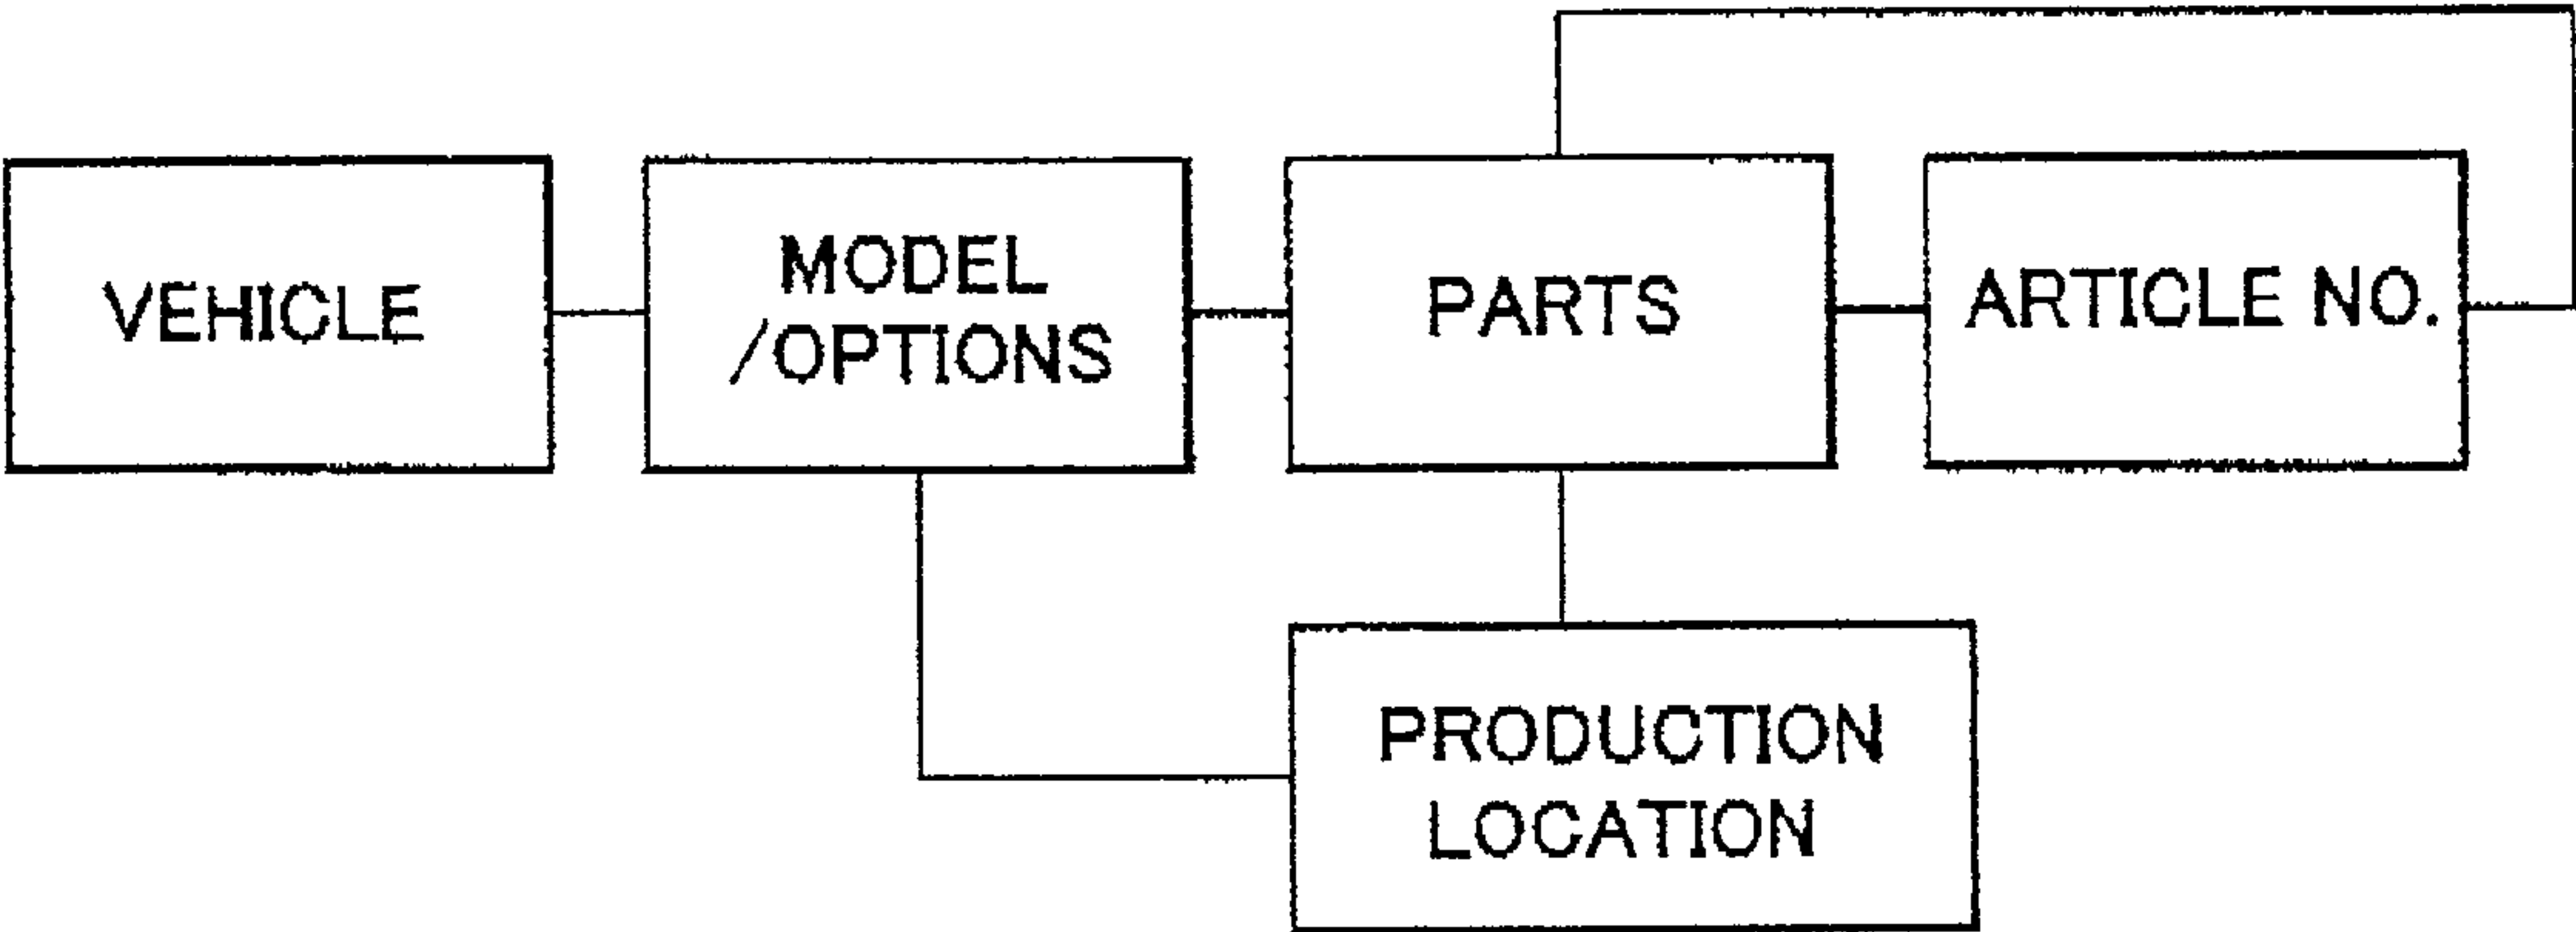 VEHICLE
MODEL
/OPTIONS
PARTS
ARTICLE NO.
PRODUCTION
LOCATION